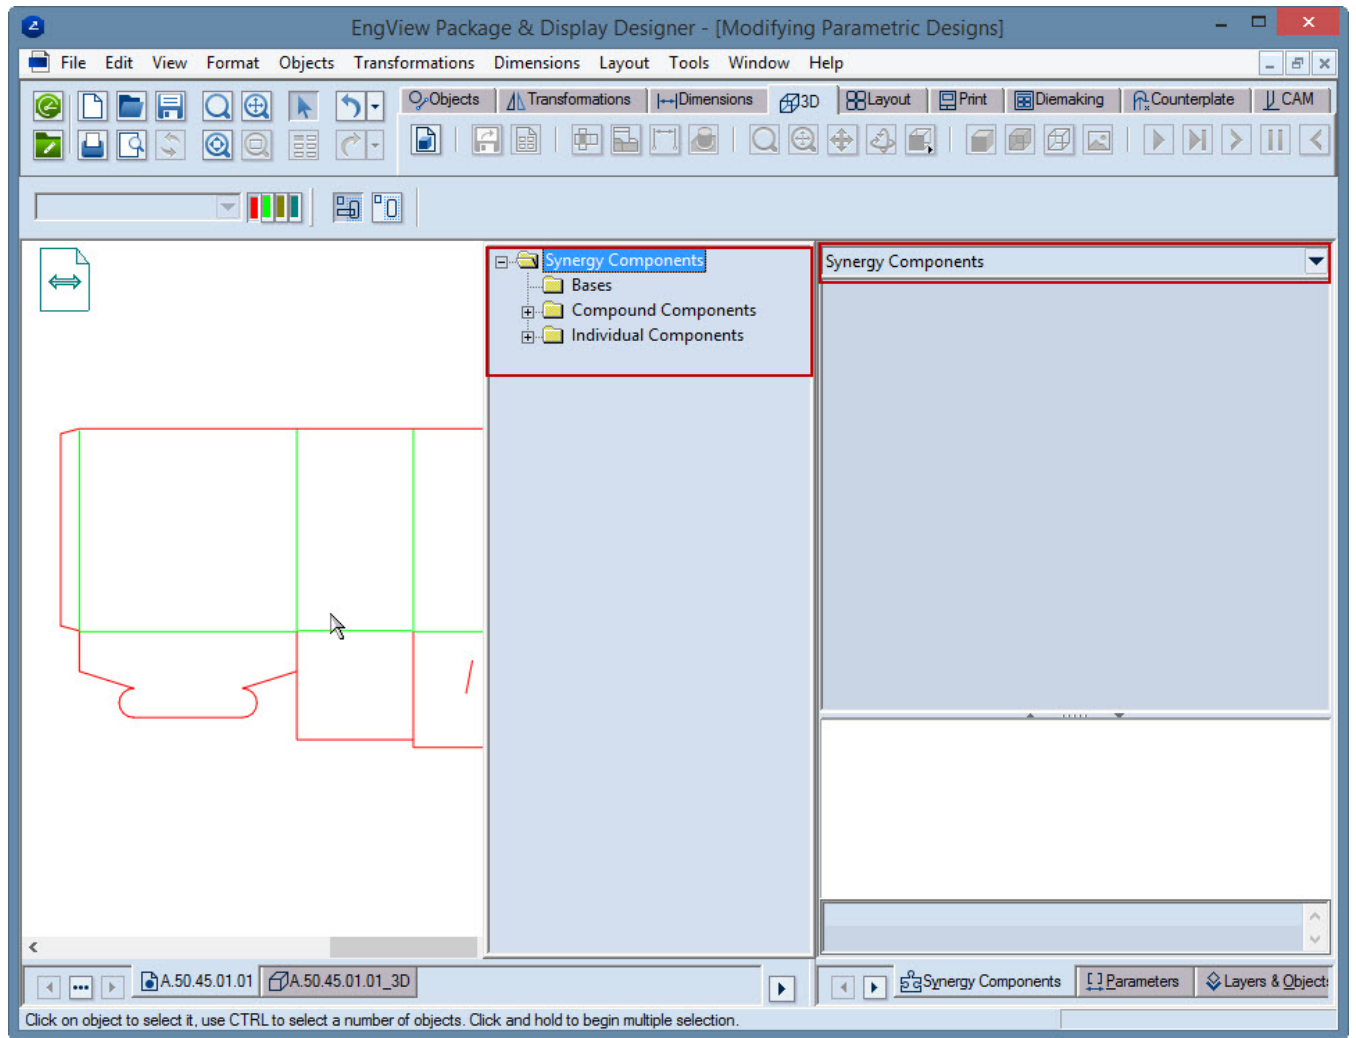 EngView Package & Display Designer - [Modifying Parametric Designs]
File Edit View Format Objects Transformations Dimensions Layout Tools Window Help
Objects Transformations Dimensions 3D Layout Print Diemaking Counterplate CAM
Synergy Components
Bases
Compound Components
Individual Components
Synergy Components
A.50.45.01.01 A.50.45.01.01_3D
Synergy Components Parameters Layers & Object
Click on object to select it, use CTRL to select a number of objects. Click and hold to begin multiple selection.